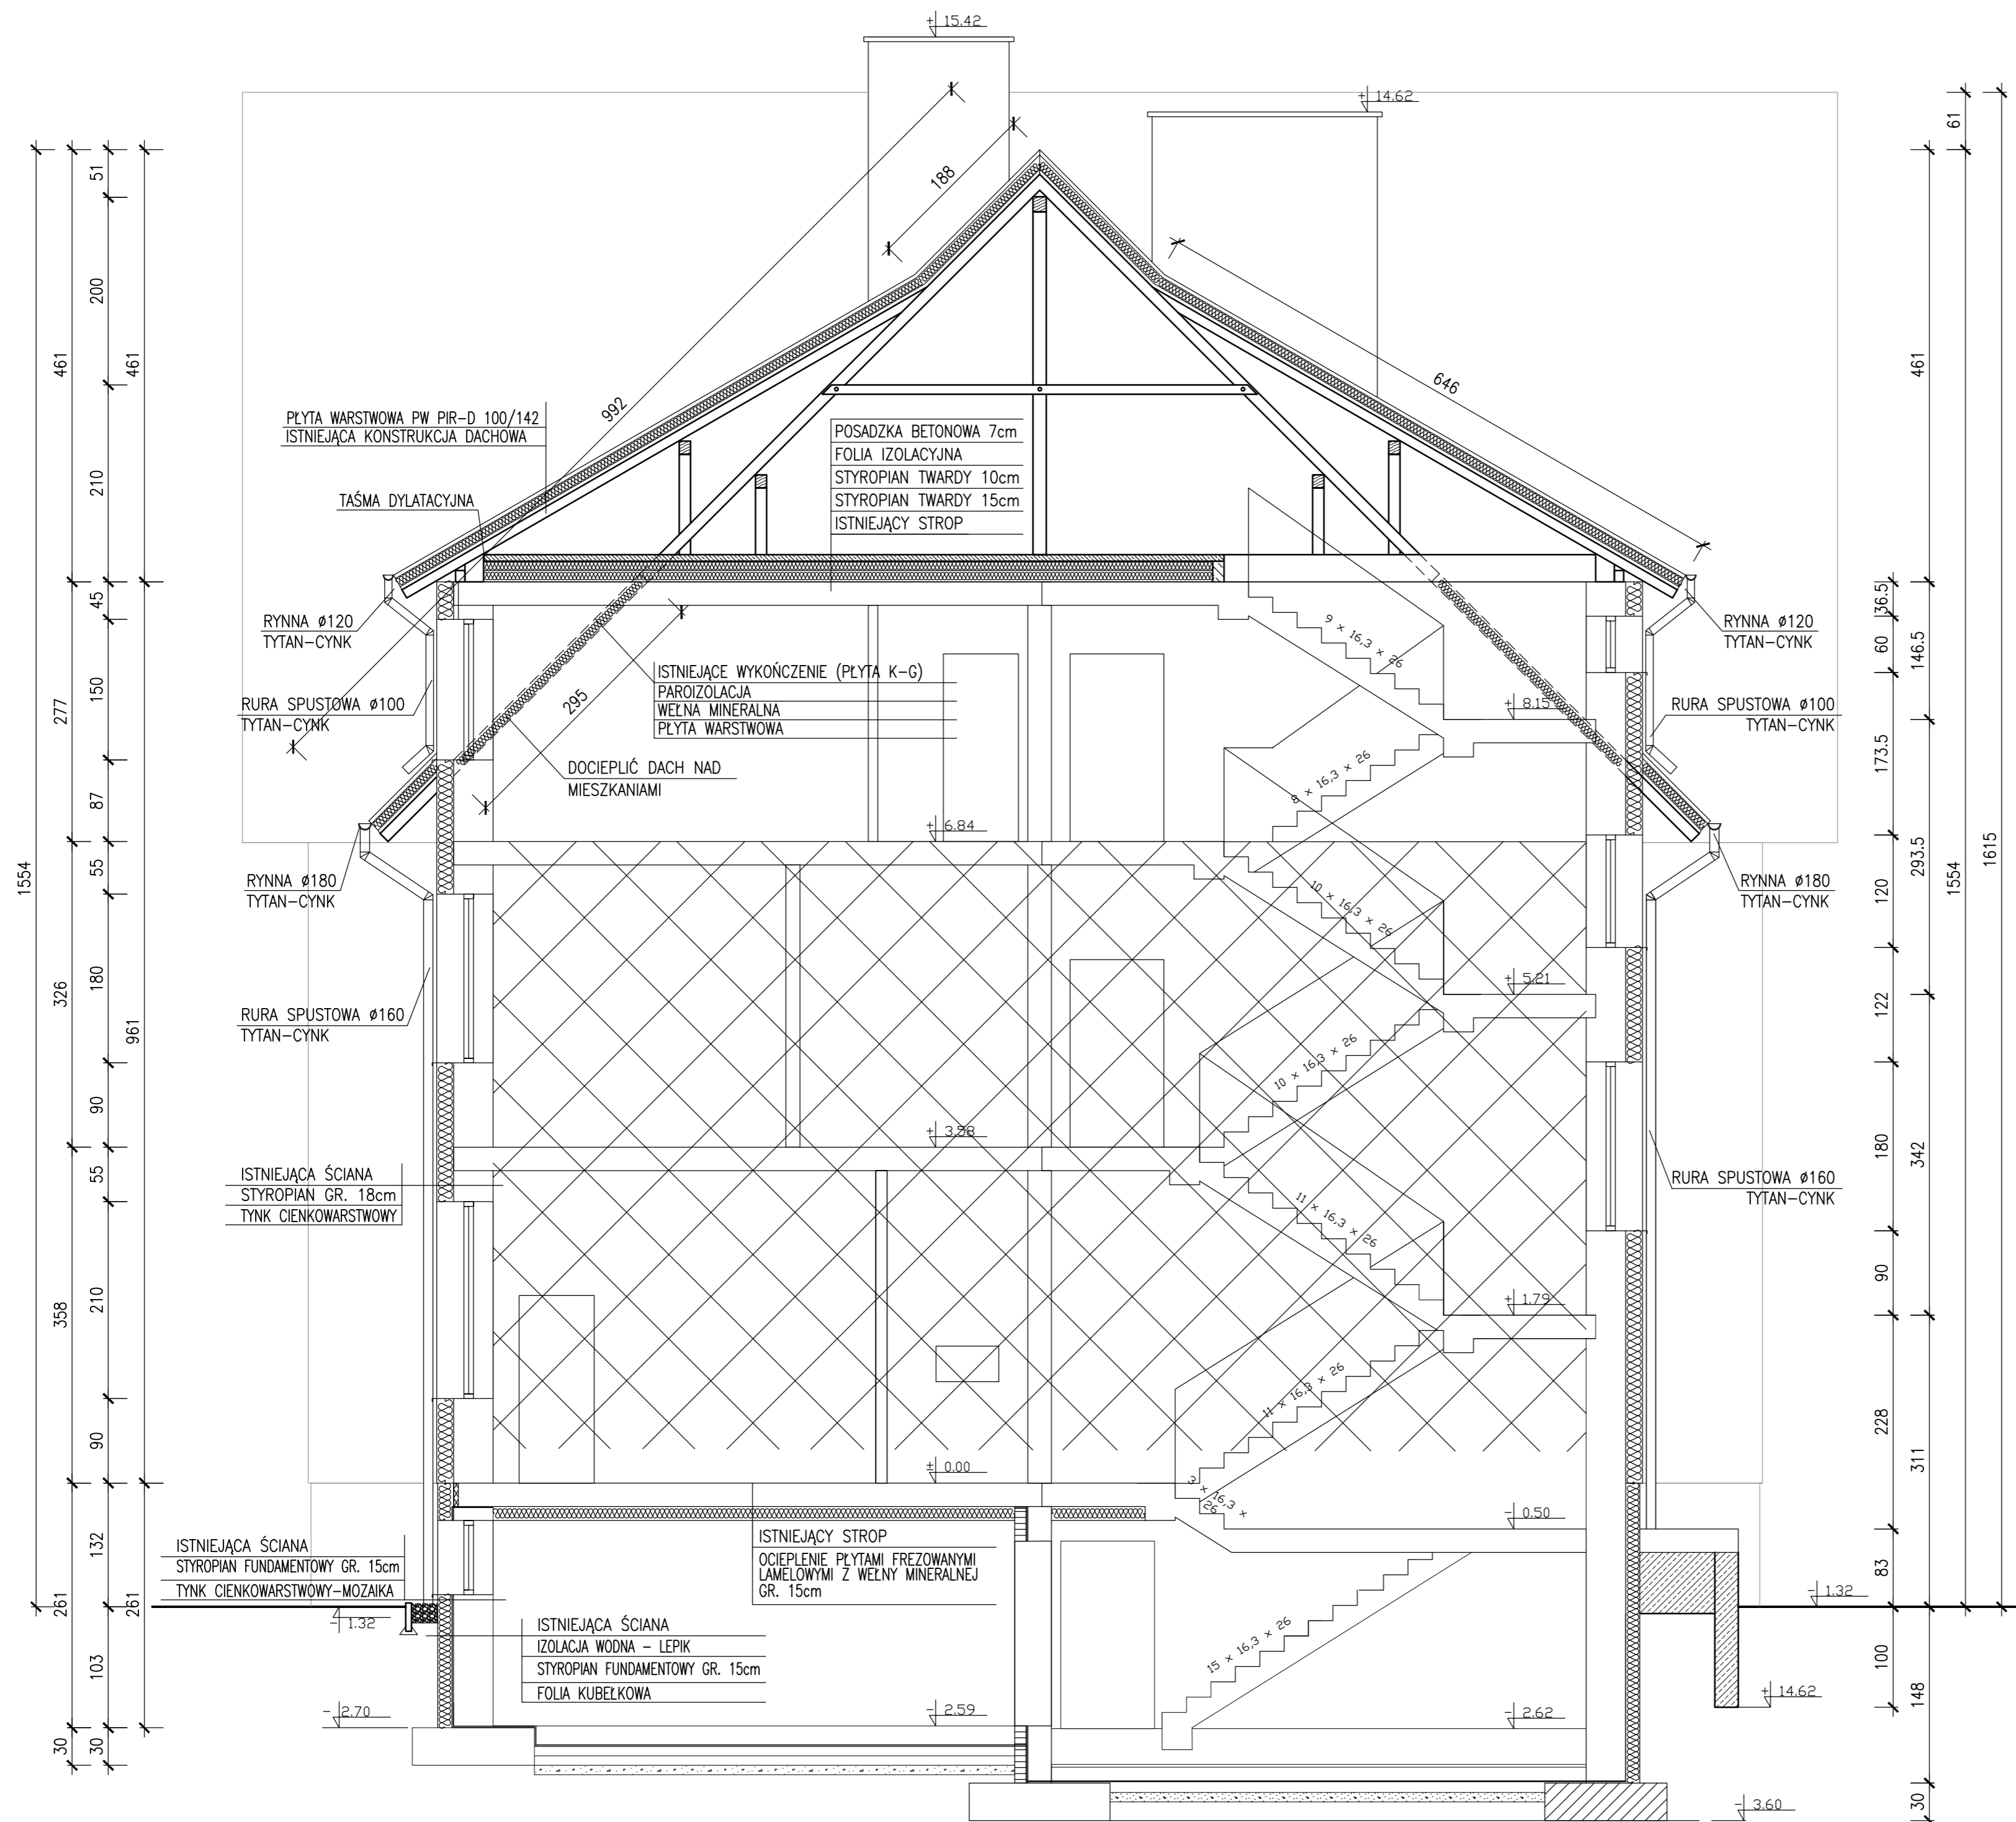 + 15.42
+ 14.62
61
51
188
200
461
461
461
992
646
PŁYTA WARSTWOWA PW PIR-D 100/142
ISTNIEJĄCA KONSTRUKCJA DACHOWA
POSADZKA BETONOWA 7cm
FOLIA IZOLACYJNA
STYROPIAN TWARDY 10cm
STYROPIAN TWARDY 15cm
ISTNIEJĄCY STROP
210
TAŚMA DYLATACYJNA
45
36.5
RYNNA ø120
TYTAN-CYNK
RYNNA ø120
TYTAN-CYNK
9 x 16,3 x 26
60
146.5
ISTNIEJĄCE WYKOŃCZENIE (PŁYTA K-G)
PAROIZOLACJA
WEŁNA MINERALNA
PŁYTA WARSTWOWA
295
150
277
RURA SPUSTOWA ø100
TYTAN-CYNK
+ 8.15
RURA SPUSTOWA ø100
TYTAN-CYNK
173.5
DOCIEPLIĆ DACH NAD
MIESZKANIAMI
8 x 16,3 x 26
87
+ 6.84
1554
55
293.5
1554
1615
RYNNA ø180
TYTAN-CYNK
RYNNA ø180
TYTAN-CYNK
10 x 16,3 x 26
120
326
180
+ 5.21
122
RURA SPUSTOWA ø160
TYTAN-CYNK
961
10 x 16,3 x 26
90
+ 3.58
180
342
55
ISTNIEJĄCA ŚCIANA
STYROPIAN GR. 18cm
TYNK CIENKOWARSTWOWY
RURA SPUSTOWA ø160
TYTAN-CYNK
11 x 16,3 x 26
90
358
210
+ 1.79
11 x 16,3 x 26
228
90
311
± 0.00
3 x 16,3 x
26
- 0.50
132
83
ISTNIEJĄCA ŚCIANA
STYROPIAN FUNDAMENTOWY GR. 15cm
TYNK CIENKOWARSTWOWY-MOZAIKA
ISTNIEJĄCY STROP
OCIEPLENIE PŁYTAMI FREZOWANYMI
LAMELOWYMI Z WEŁNY MINERALNEJ
GR. 15cm
261
261
- 1.32
- 1.32
ISTNIEJĄCA ŚCIANA
IZOLACJA WODNA - LEPIK
STYROPIAN FUNDAMENTOWY GR. 15cm
FOLIA KUBEŁKOWA
15 x 16,3 x 26
103
100
148
+ 14.62
- 2.70
- 2.59
- 2.62
30
30
30
- 3.60